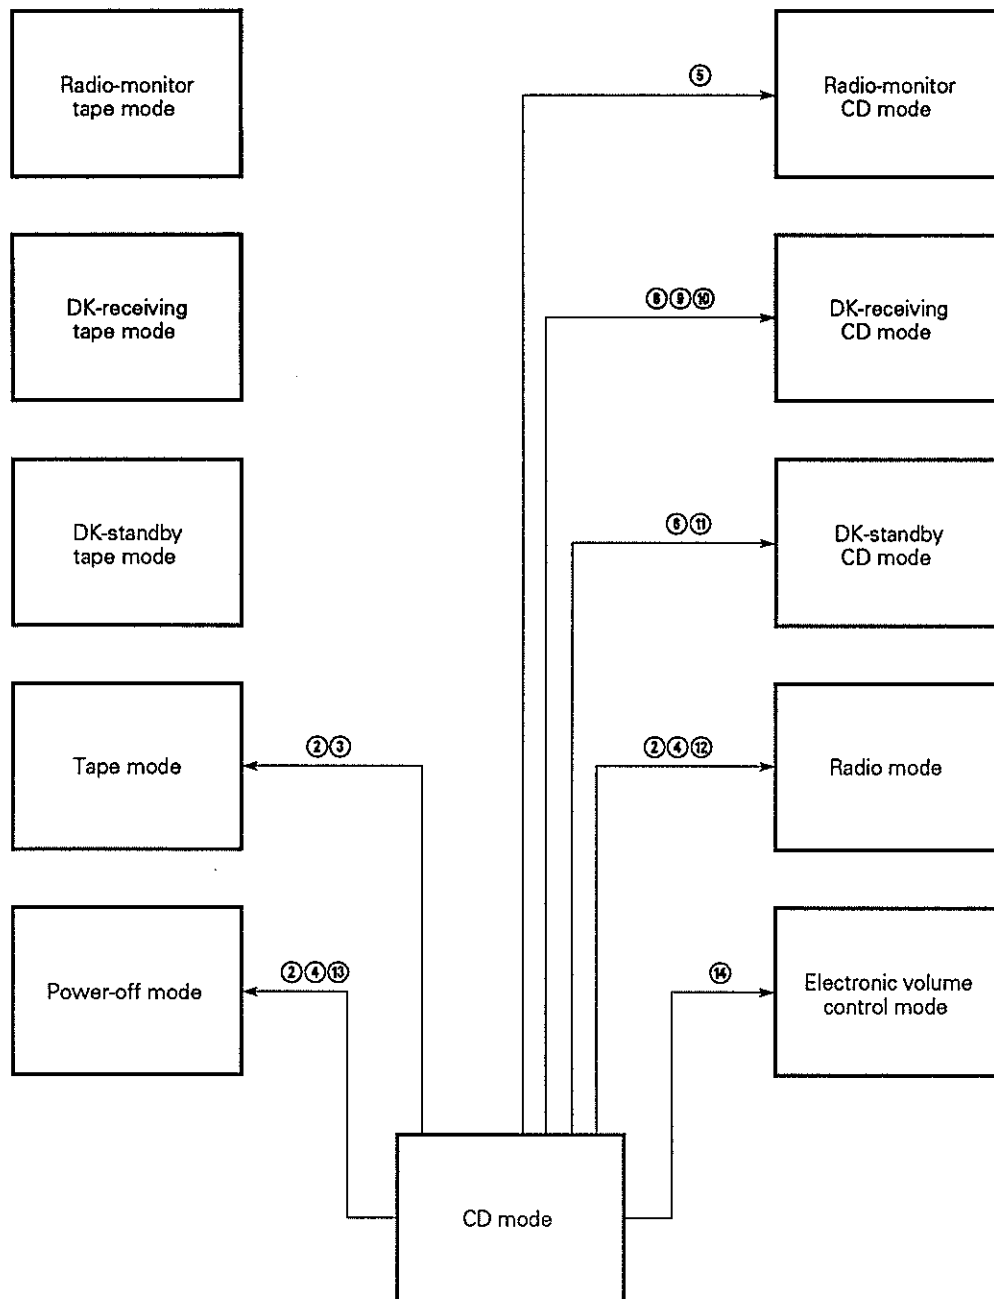 Radio-monitor
tape mode
⑤
Radio-monitor
CD mode
DK-receiving
tape mode
⑧⑨⑩
DK-receiving
CD mode
DK-standby
tape mode
⑥⑪
DK-standby
CD mode
Tape mode
②③
②④⑫
Radio mode
Power-off mode
②④⑬
⑭
Electronic volume
control mode
CD mode